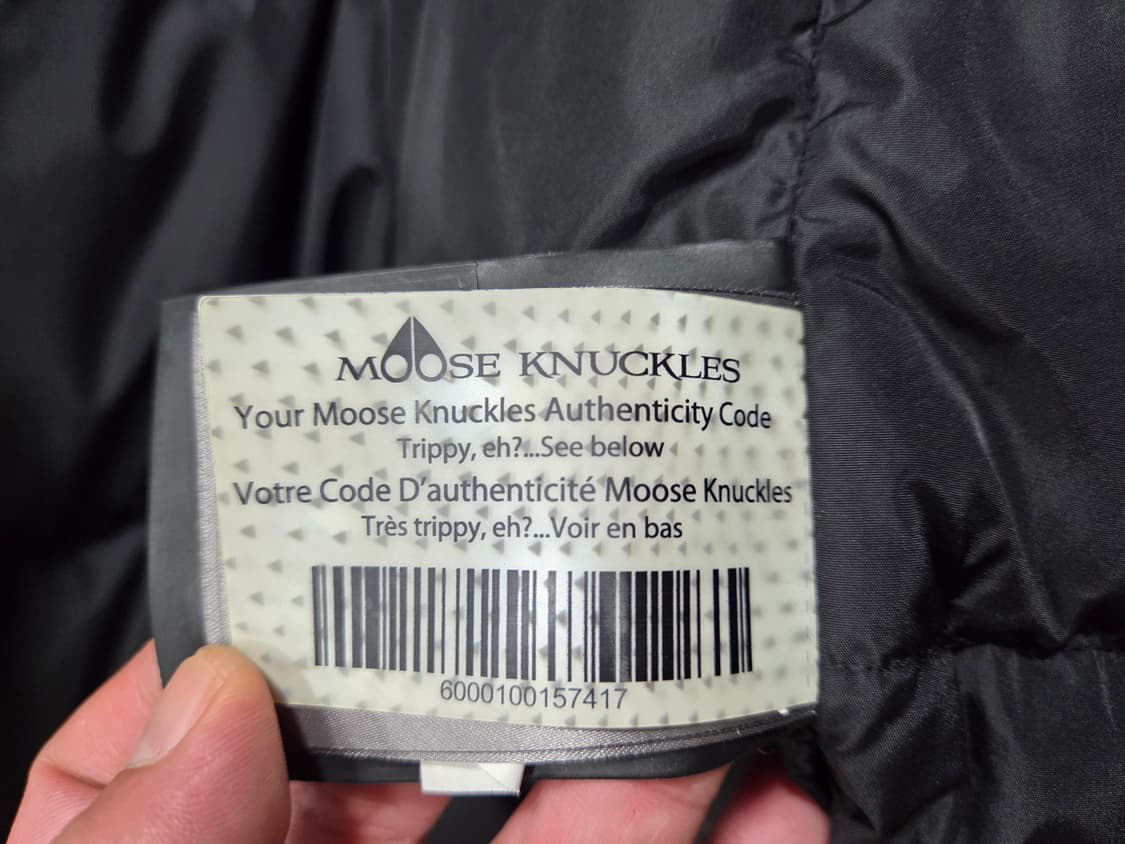 MOOSE KNUCKLES
Your Moose Knuckles Authenticity Code
Trippy, eh?...See below
Votre Code D'authenticité Moose Knuckles
Très trippy, eh?...Voir en bas
6000100157417